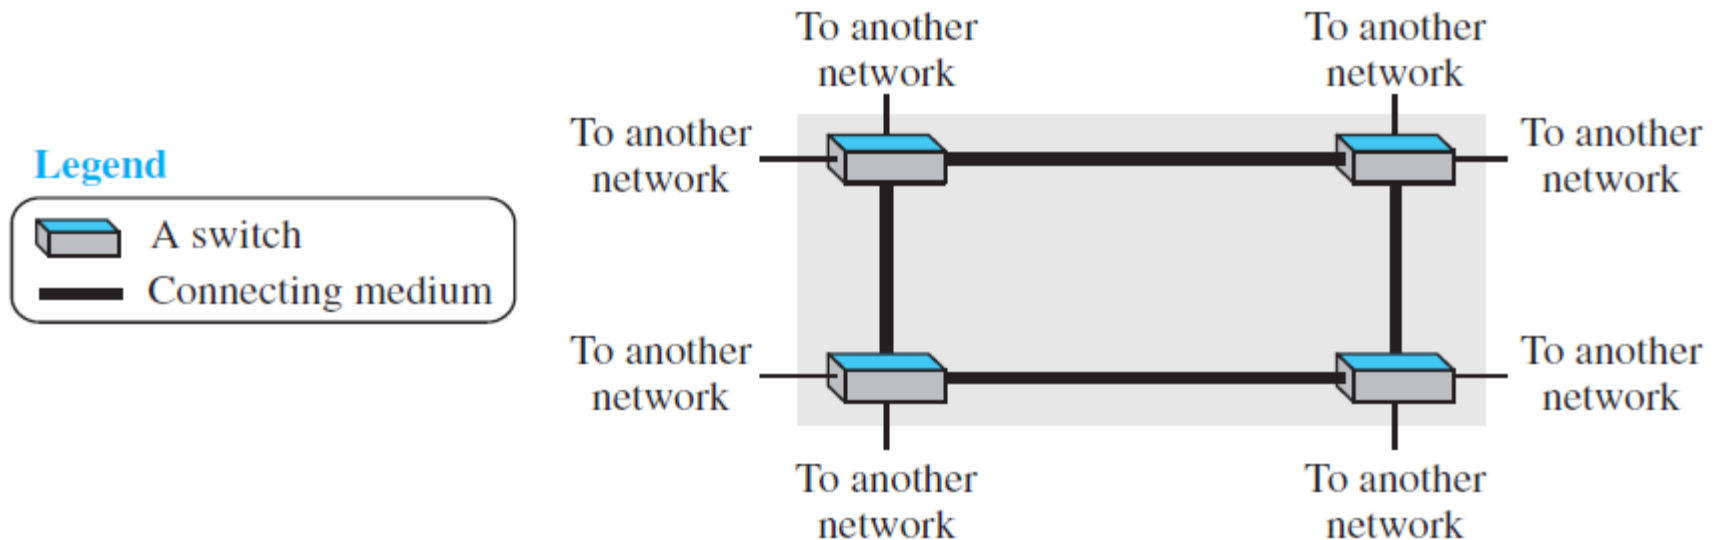 To another
network
To another
network
To another
network
To another
network
Legend
A switch
Connecting medium
To another
network
To another
network
To another
network
To another
network